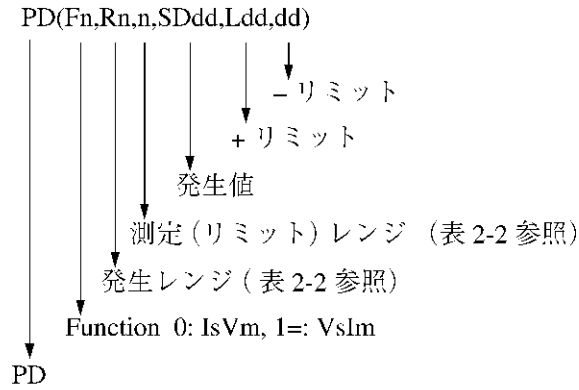 PD(Fn,Rn,n,SDdd,Ldd,dd)
− リミット
+ リミット
発生値
測定 (リミット) レンジ (表 2-2 参照)
発生レンジ ( 表 2-2 参照)
Function 0: IsVm, 1=: VsIm
PD